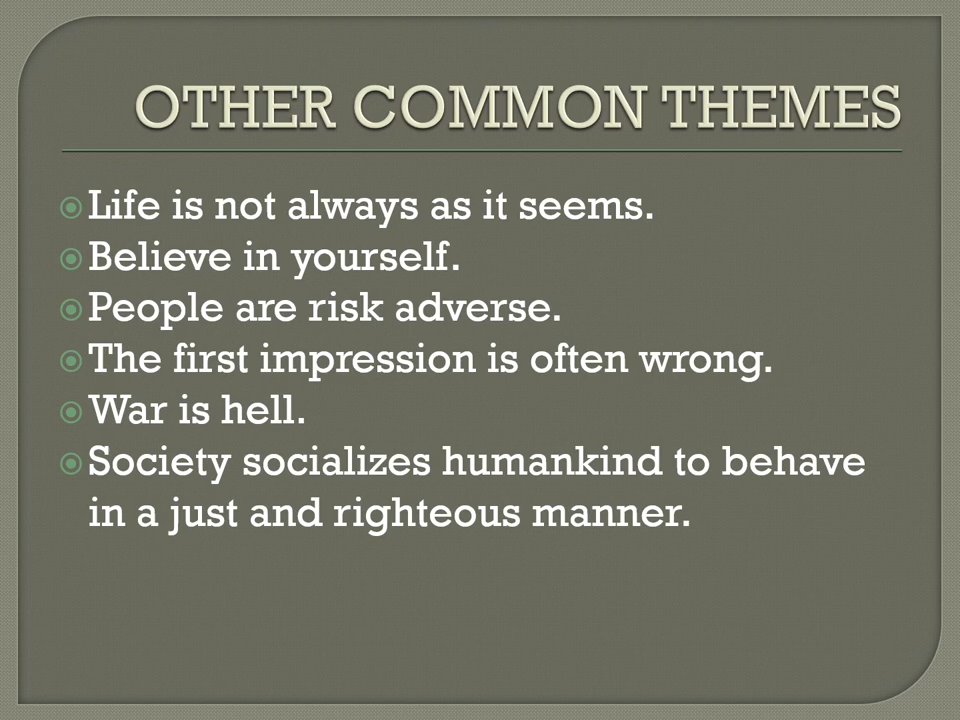 OTHER COMMON THEMES
Life is not always as it seems.
Believe in yourself.
People are risk adverse.
The first impression is often wrong.
War is hell.
Society socializes humankind to behave
in a just and righteous manner.